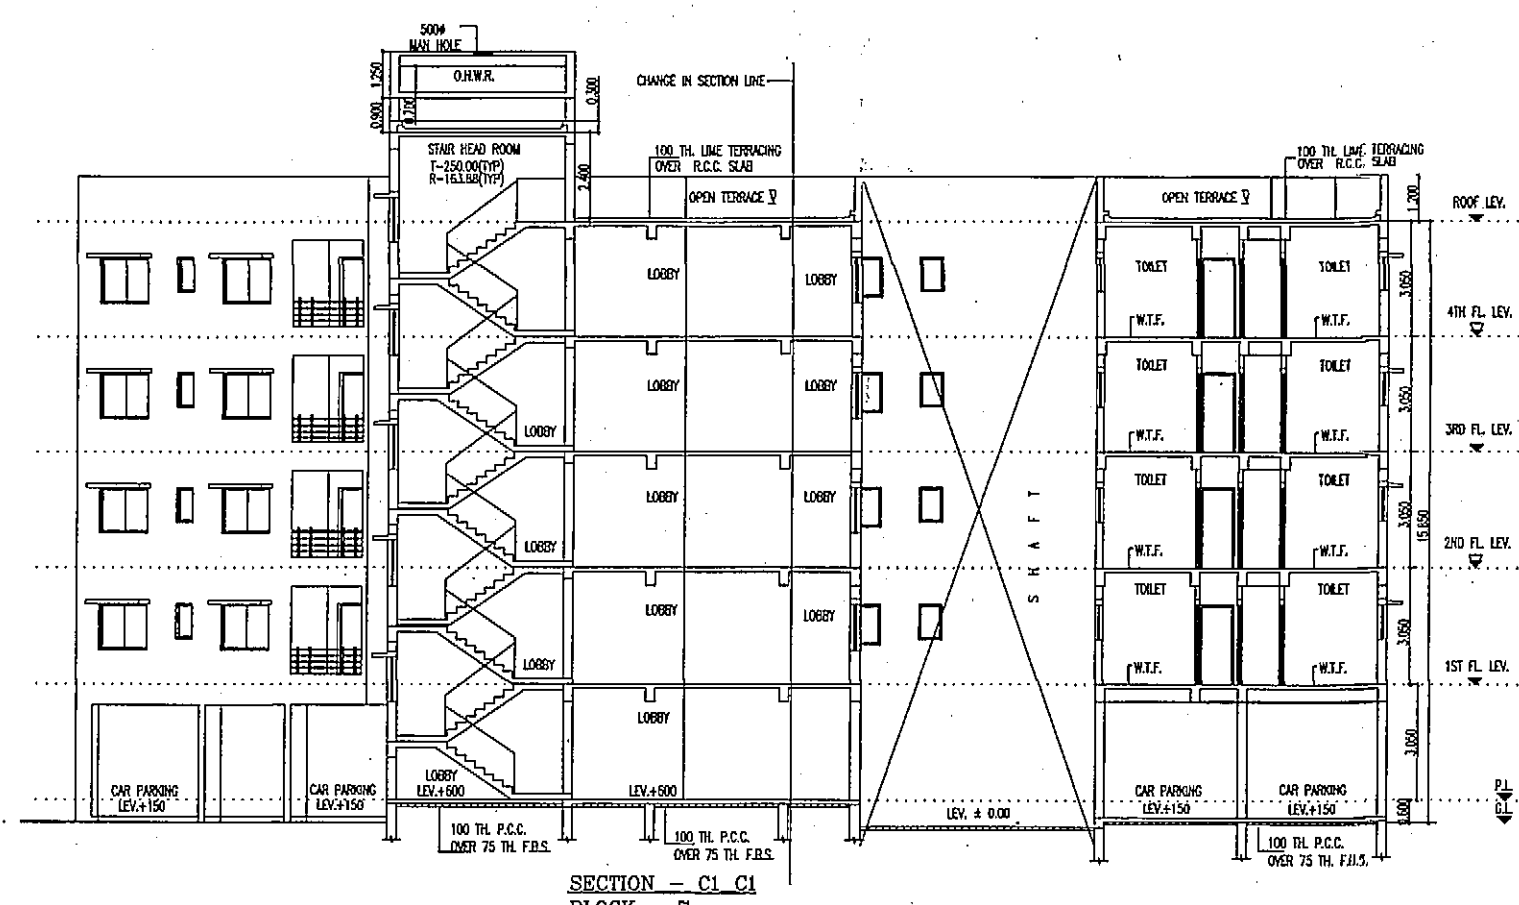 500φ
MAN HOLE
O.H.W.R.
1.250
0.900
0.700
0.300
CHANGE IN SECTION LINE
STAIR HEAD ROOM
T-250.00(TYP)
R-163.88(TYP)
2.400
100 TH. LIME TERRACING
OVER R.C.C. SLAB
100 TH. LIME TERRACING
OVER R.C.C. SLAB
OPEN TERRACE
OPEN TERRACE
1.200
ROOF LEV.
LOBBY
LOBBY
TOILET
TOILET
3.050
W.T.F.
W.T.F.
4TH FL. LEV.
LOBBY
LOBBY
LOBBY
TOILET
TOILET
3.050
W.T.F.
W.T.F.
3RD FL. LEV.
LOBBY
LOBBY
LOBBY
TOILET
TOILET
3.050
15.850
W.T.F.
W.T.F.
2ND FL. LEV.
SHAFT
LOBBY
LOBBY
LOBBY
TOILET
TOILET
3.050
W.T.F.
W.T.F.
1ST FL. LEV.
LOBBY
3.050
CAR PARKING
LEV.+150
CAR PARKING
LEV.+150
LOBBY
LEV.+600
LEV.+600
LEV. ± 0.00
CAR PARKING
LEV.+150
CAR PARKING
LEV.+150
0.600
P.L
G.L
100 TH. P.C.C.
OVER 75 TH. F.B.S.
100 TH. P.C.C.
OVER 75 TH. F.B.S.
100 TH. P.C.C.
OVER 75 TH. F.B.S.
SECTION - C1_C1
BLOCK